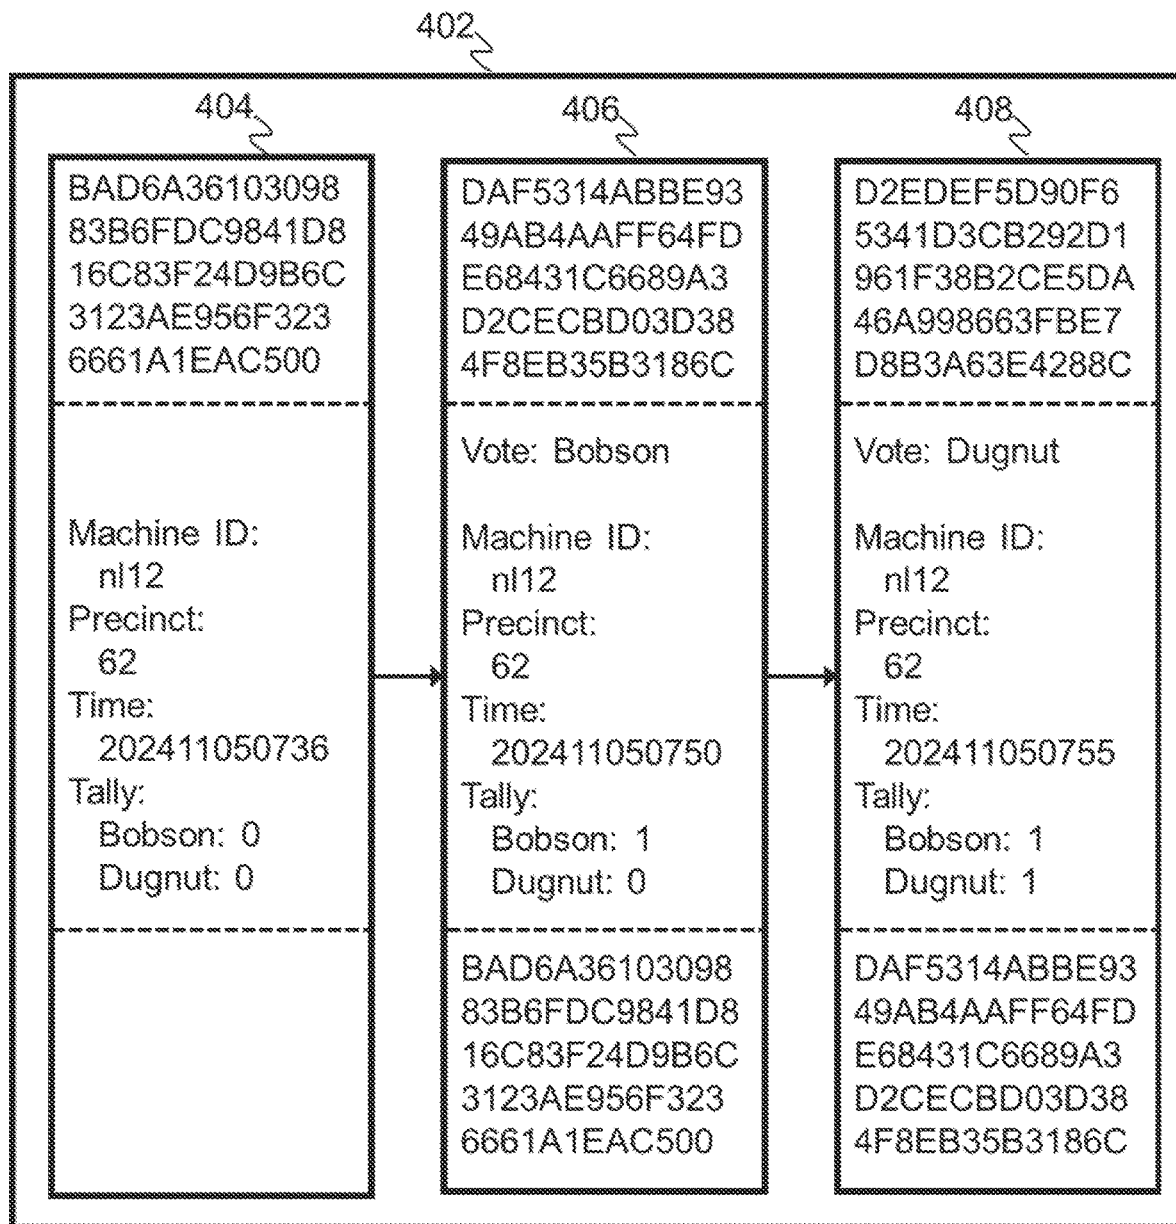 402
404
BAD6A36103098
83B6FDC9841D8
16C83F24D9B6C
3123AE956F323
6661A1EAC500
Machine ID:
nl12
Precinct:
62
Time:
202411050736
Tally:
Bobson: 0
Dugnut: 0
406
DAF5314ABBE93
49AB4AAFF64FD
E68431C6689A3
D2CECBD03D38
4F8EB35B3186C
Vote: Bobson
Machine ID:
nl12
Precinct:
62
Time:
202411050750
Tally:
Bobson: 1
Dugnut: 0
BAD6A36103098
83B6FDC9841D8
16C83F24D9B6C
3123AE956F323
6661A1EAC500
408
D2EDEF5D90F6
5341D3CB292D1
961F38B2CE5DA
46A998663FBE7
D8B3A63E4288C
Vote: Dugnut
Machine ID:
nl12
Precinct:
62
Time:
202411050755
Tally:
Bobson: 1
Dugnut: 1
DAF5314ABBE93
49AB4AAFF64FD
E68431C6689A3
D2CECBD03D38
4F8EB35B3186C